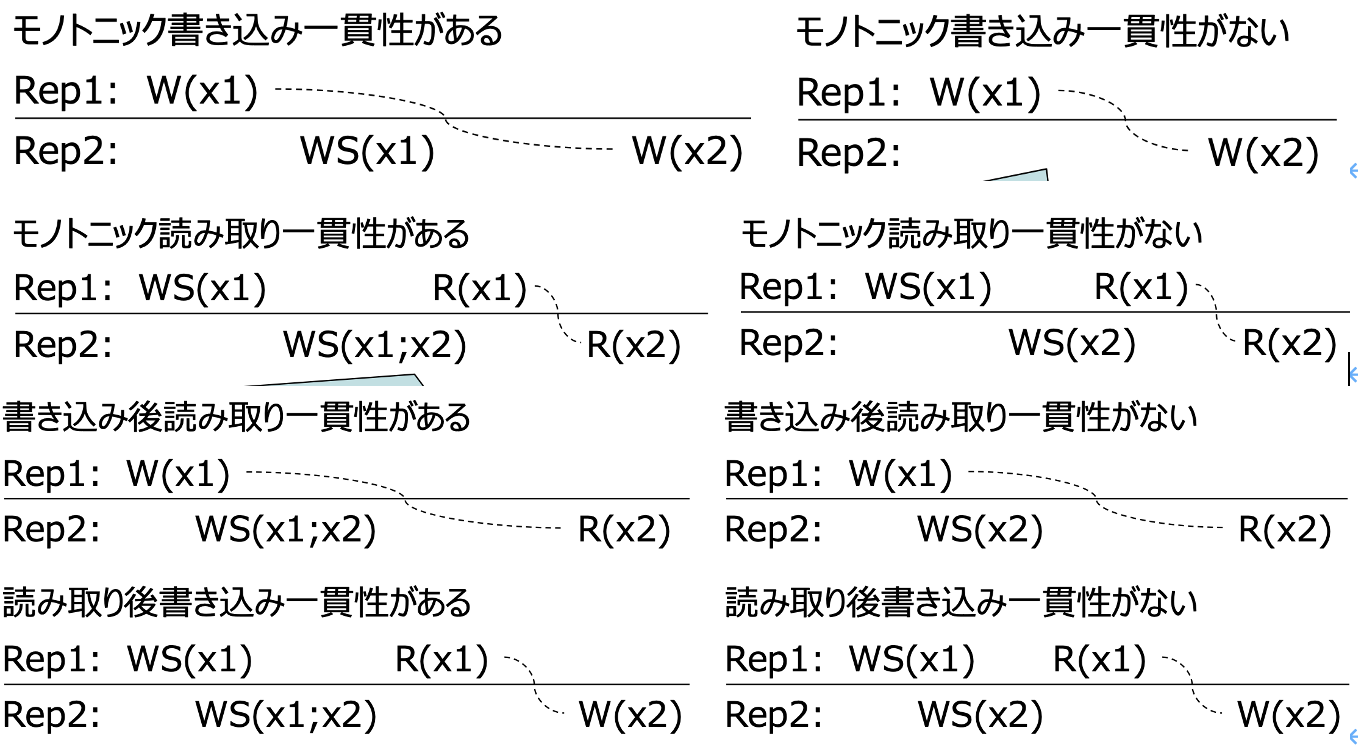 モノトニック書き込み一貫性がある
Rep1: W(x1)
Rep2: WS(x1) W(x2)
モノトニック書き込み一貫性がない
Rep1: W(x1)
Rep2: W(x2)
モノトニック読み取り一貫性がある
Rep1: WS(x1) R(x1)
Rep2: WS(x1;x2) R(x2)
モノトニック読み取り一貫性がない
Rep1: WS(x1) R(x1)
Rep2: WS(x2) R(x2)
書き込み後読み取り一貫性がある
Rep1: W(x1)
Rep2: WS(x1;x2) R(x2)
書き込み後読み取り一貫性がない
Rep1: W(x1)
Rep2: WS(x2) R(x2)
読み取り後書き込み一貫性がある
Rep1: WS(x1) R(x1)
Rep2: WS(x1;x2) W(x2)
読み取り後書き込み一貫性がない
Rep1: WS(x1) R(x1)
Rep2: WS(x2) W(x2)